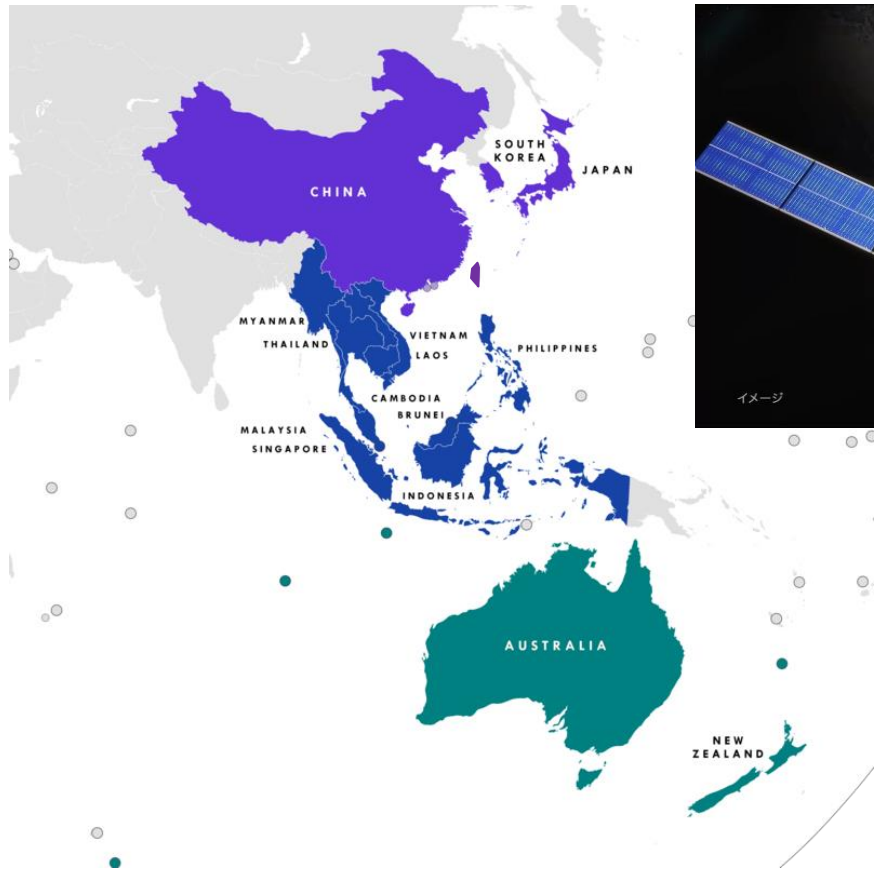 SOUTH
KOREA
JAPAN
CHINA
MYANMAR
THAILAND
VIETNAM
LAOS
PHILIPPINES
CAMBODIA
BRUNEI
MALAYSIA
SINGAPORE
INDONESIA
イメージ
AUSTRALIA
NEW
ZEALAND